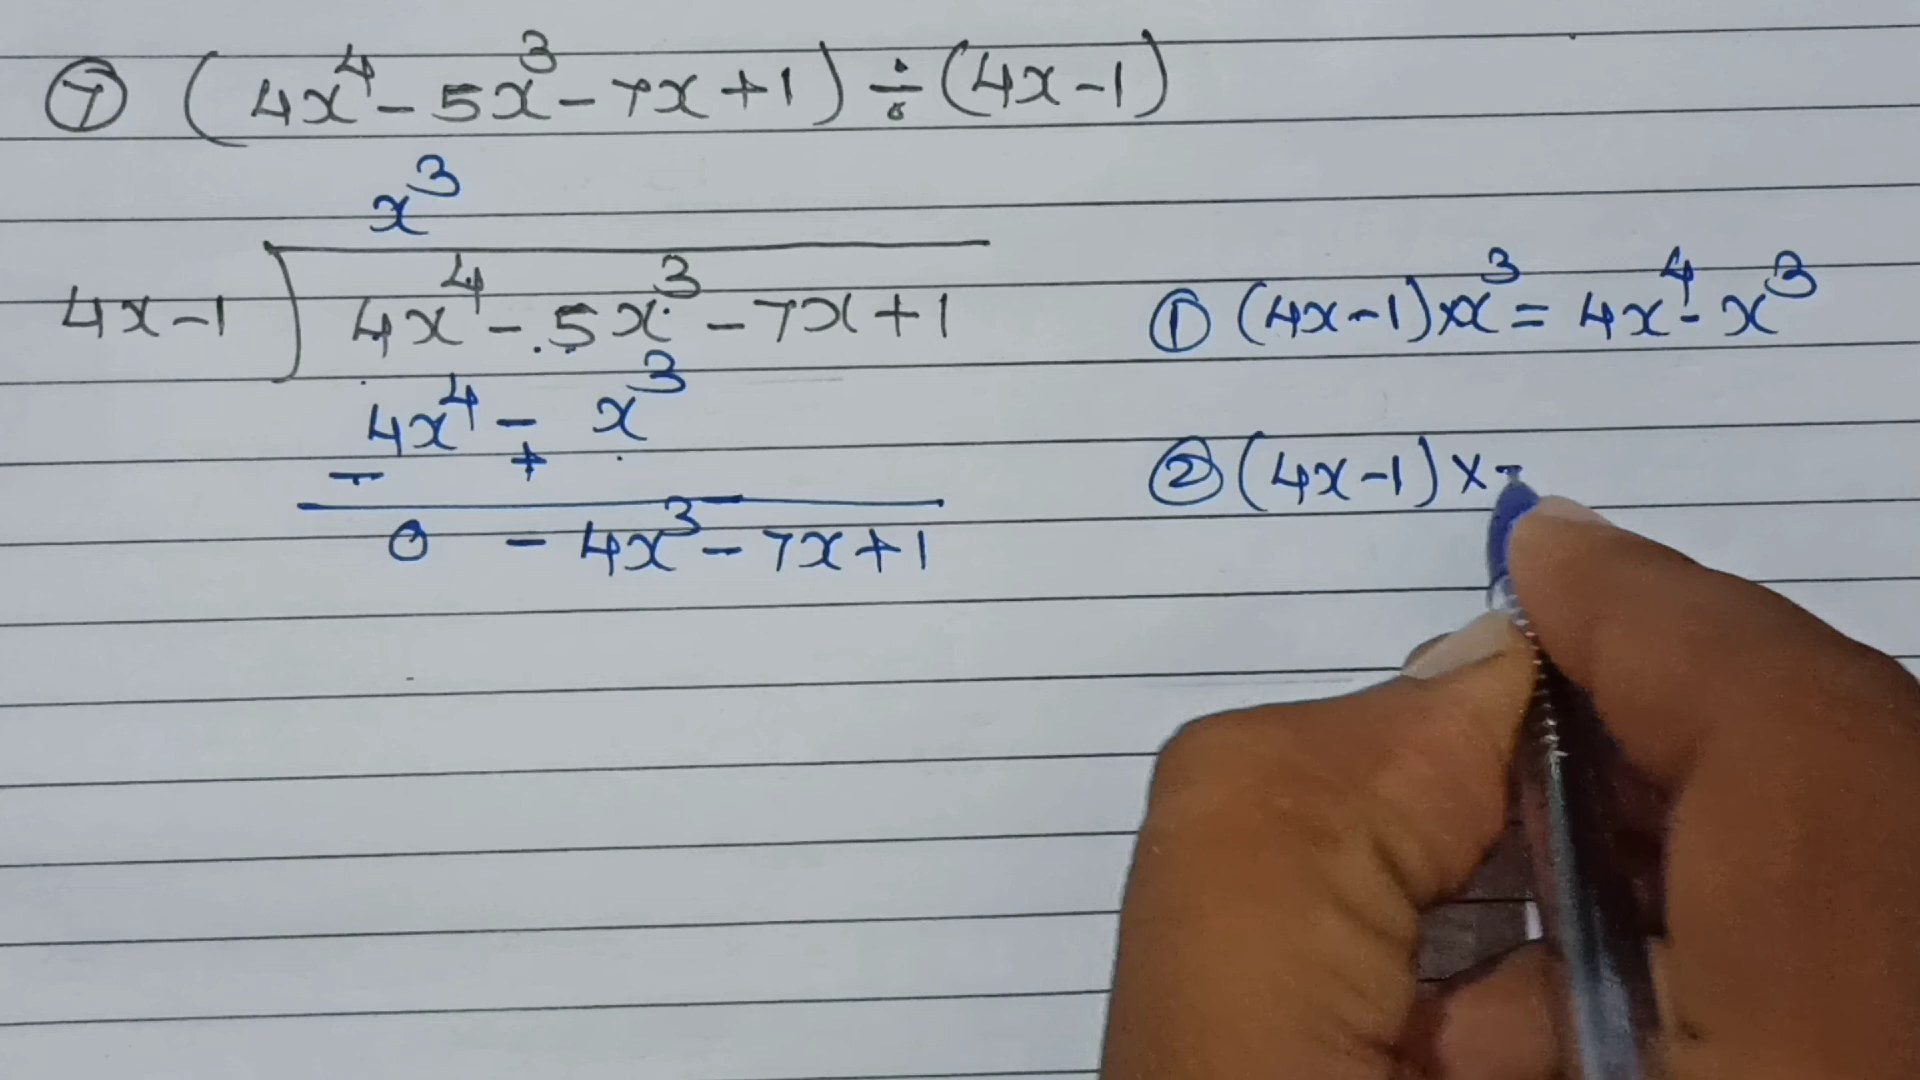 ⑦ (4x⁴ - 5x³ - 7x + 1) ÷ (4x - 1)
x³
4x - 1 ) 4x⁴ - 5x³ - 7x + 1
4x⁴ - x³
- +
0 - 4x³ - 7x + 1
① (4x - 1) × x³ = 4x⁴ - x³
② (4x - 1) × -